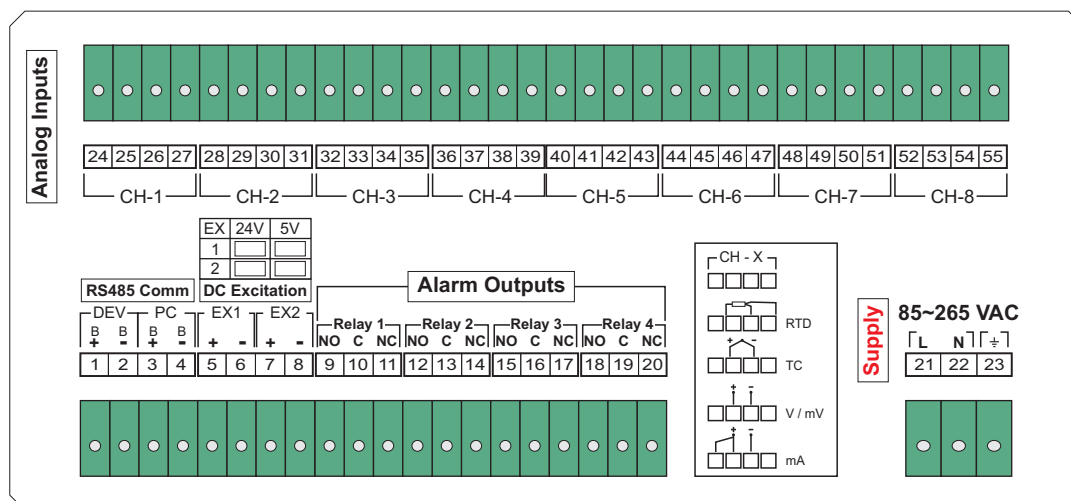 Analog Inputs
24 25 26 27 28 29 30 31 32 33 34 35 36 37 38 39 40 41 42 43 44 45 46 47 48 49 50 51 52 53 54 55
CH-1 CH-2 CH-3 CH-4 CH-5 CH-6 CH-7 CH-8
EX 24V 5V
1
2
RS485 Comm DC Excitation Alarm Outputs
DEV PC EX1 EX2 Relay 1 Relay 2 Relay 3 Relay 4
B B B B
+ - + - + - + - NO C NC NO C NC NO C NC NO C NC
1 2 3 4 5 6 7 8 9 10 11 12 13 14 15 16 17 18 19 20
CH - X
RTD
+ -
TC
+ -
V / mV
+ -
mA
Supply
85~265 VAC
L N ⏚
21 22 23